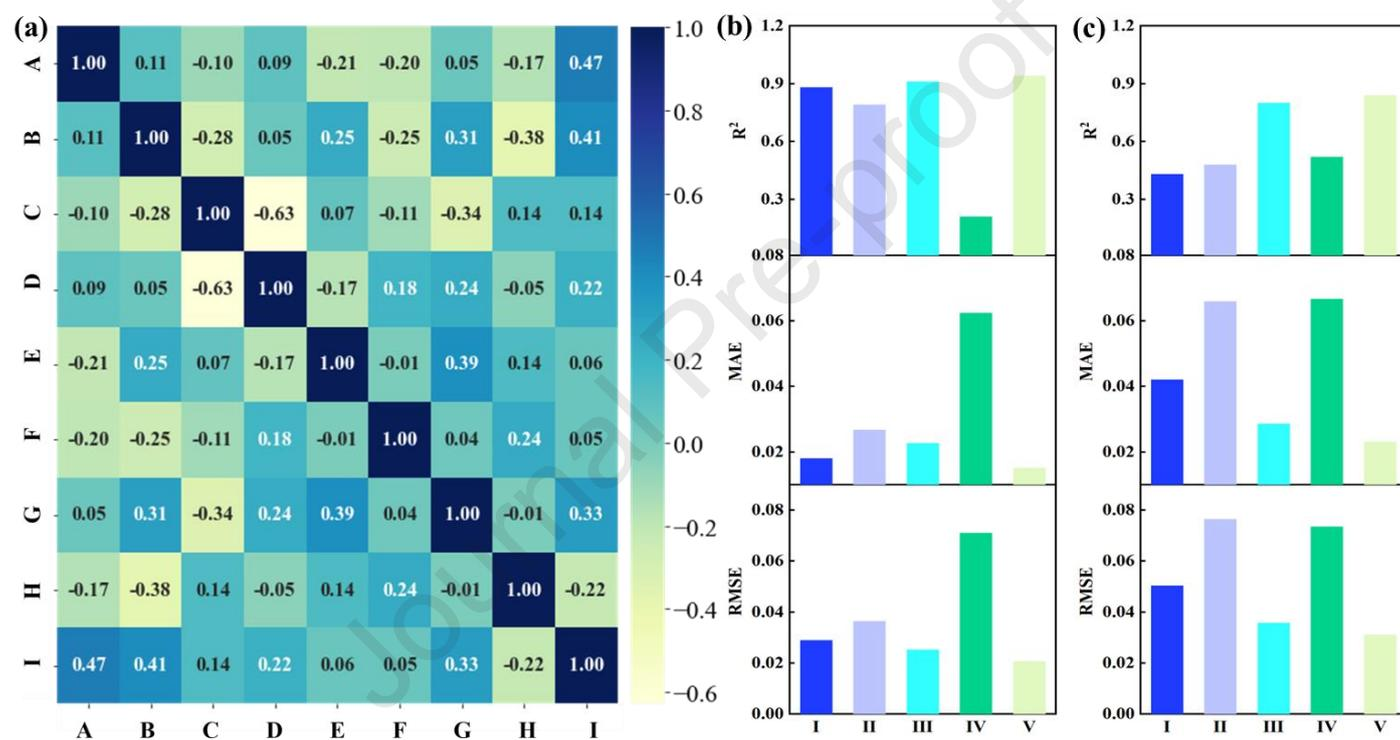 (a)
A 1.00 0.11 -0.10 0.09 -0.21 -0.20 0.05 -0.17 0.47
B 0.11 1.00 -0.28 0.05 0.25 -0.25 0.31 -0.38 0.41
C -0.10 -0.28 1.00 -0.63 0.07 -0.11 -0.34 0.14 0.14
D 0.09 0.05 -0.63 1.00 -0.17 0.18 0.24 -0.05 0.22
E -0.21 0.25 0.07 -0.17 1.00 -0.01 0.39 0.14 0.06
F -0.20 -0.25 -0.11 0.18 -0.01 1.00 0.04 0.24 0.05
G 0.05 0.31 -0.34 0.24 0.39 0.04 1.00 -0.01 0.33
H -0.17 -0.38 0.14 -0.05 0.14 0.24 -0.01 1.00 -0.22
I 0.47 0.41 0.14 0.22 0.06 0.05 0.33 -0.22 1.00
A B C D E F G H I
1.0
0.8
0.6
0.4
0.2
0.0
−0.2
−0.4
−0.6
(b)
R²
1.2
0.9
0.6
0.3
0.08
MAE
0.06
0.04
0.02
RMSE
0.08
0.06
0.04
0.02
0.00
I II III IV V
(c)
R²
1.2
0.9
0.6
0.3
0.08
MAE
0.06
0.04
0.02
RMSE
0.08
0.06
0.04
0.02
0.00
I II III IV V
Journal Pre-proof